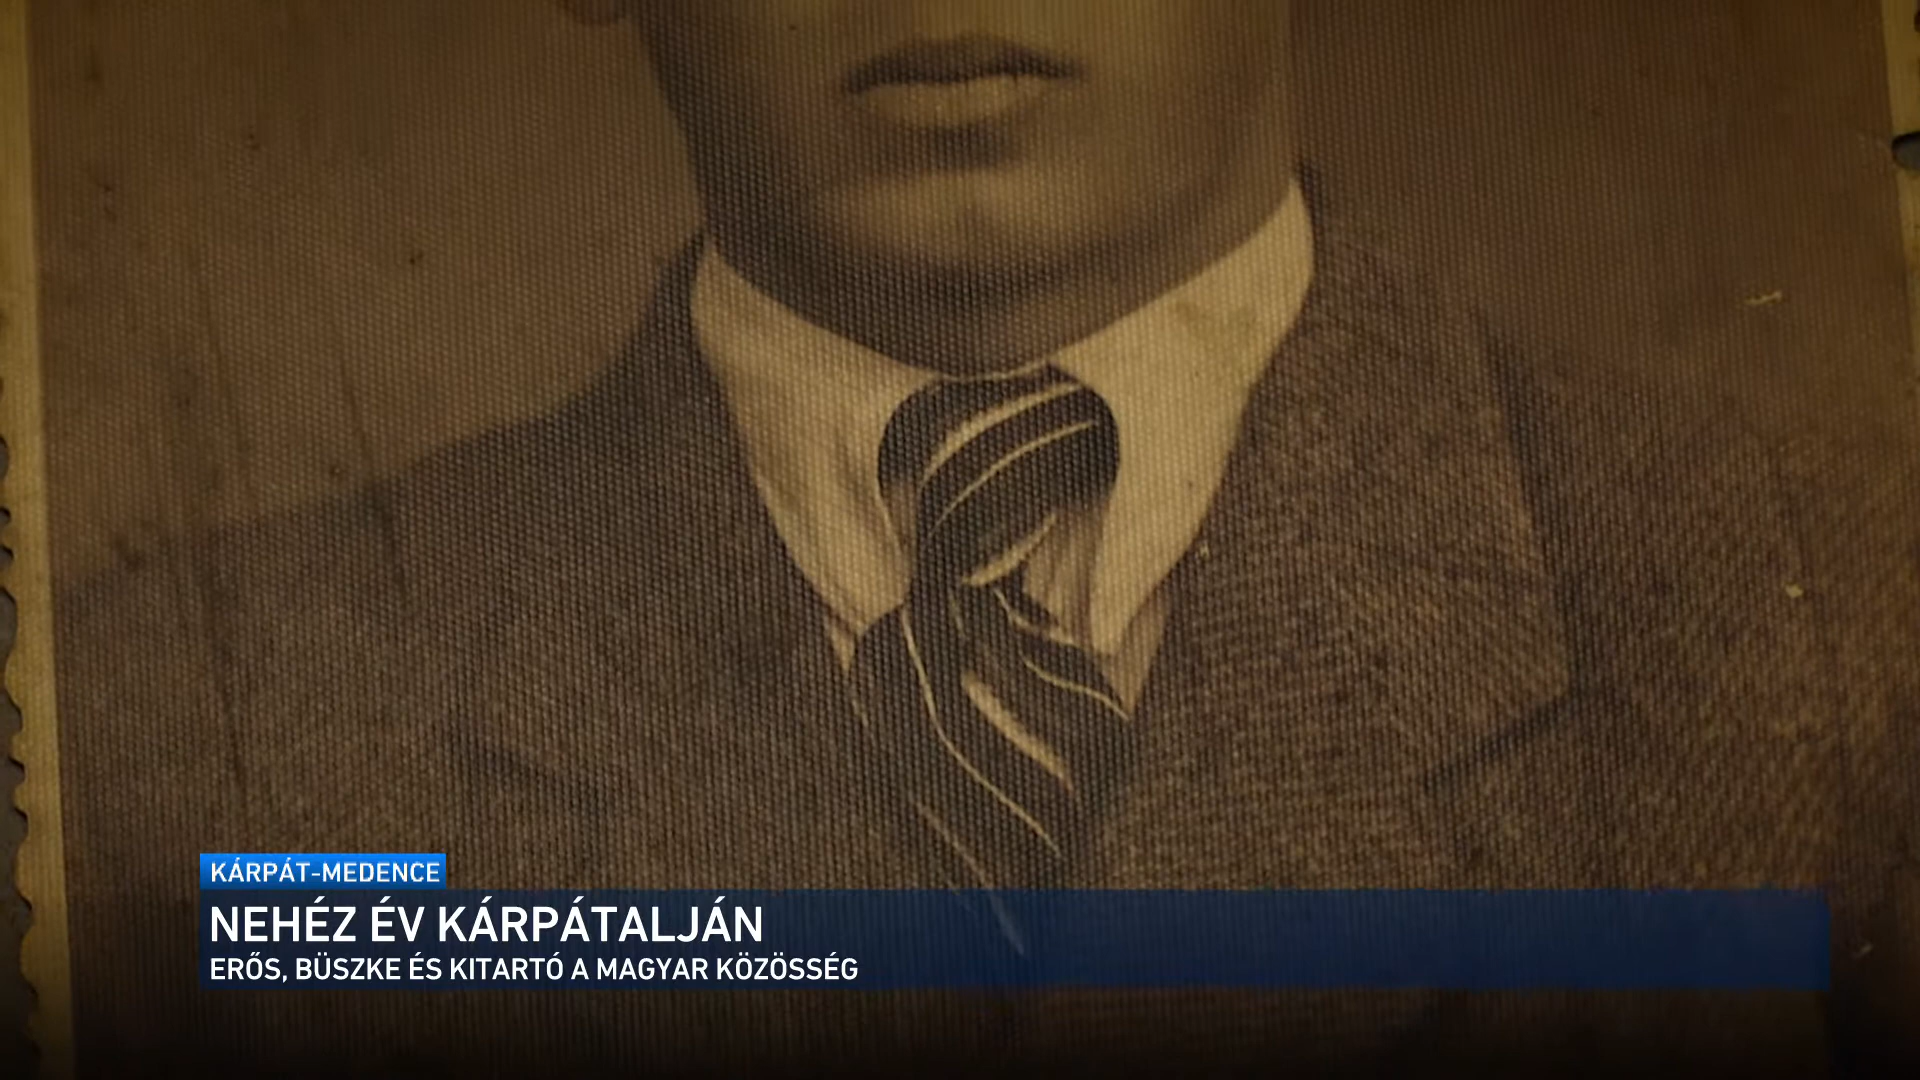 KÁRPÁT-MEDENCE
NEHÉZ ÉV KÁRPÁTALJÁN
ERŐS, BÜSZKE ÉS KITARTÓ A MAGYAR KÖZÖSSÉG